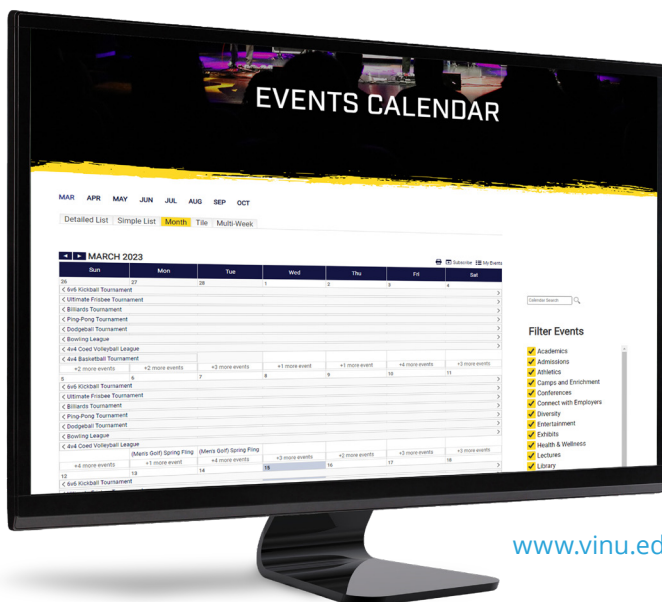 EVENTS CALENDAR
MAR APR MAY JUN JUL AUG SEP OCT
Detailed List Simple List Month Tile Multi-Week
MARCH 2023
Subscribe My Events
Sun Mon Tue Wed Thu Fri Sat
26 27 28 1 2 3 4
6v6 Kickball Tournament
Ultimate Frisbee Tournament
Billiards Tournament
Ping-Pong Tournament
Dodgeball Tournament
Bowling League
4v4 Coed Volleyball League
4v4 Basketball Tournament
+2 more events +2 more events +3 more events +1 more event +1 more event +4 more events +3 more events
5 6 7 8 9 10 11
6v6 Kickball Tournament
Ultimate Frisbee Tournament
Billiards Tournament
Ping-Pong Tournament
Dodgeball Tournament
Bowling League
4v4 Coed Volleyball League
(Men's Golf) Spring Fling (Men's Golf) Spring Fling
+4 more events +1 more event +4 more events +3 more events +2 more events +3 more events +3 more events
12 13 14 15 16 17 18
6v6 Kickball Tournament
Calendar Search
Filter Events
Academics
Admissions
Athletics
Camps and Enrichment
Conferences
Connect with Employers
Diversity
Entertainment
Exhibits
Health & Wellness
Lectures
Library
www.vinu.ed